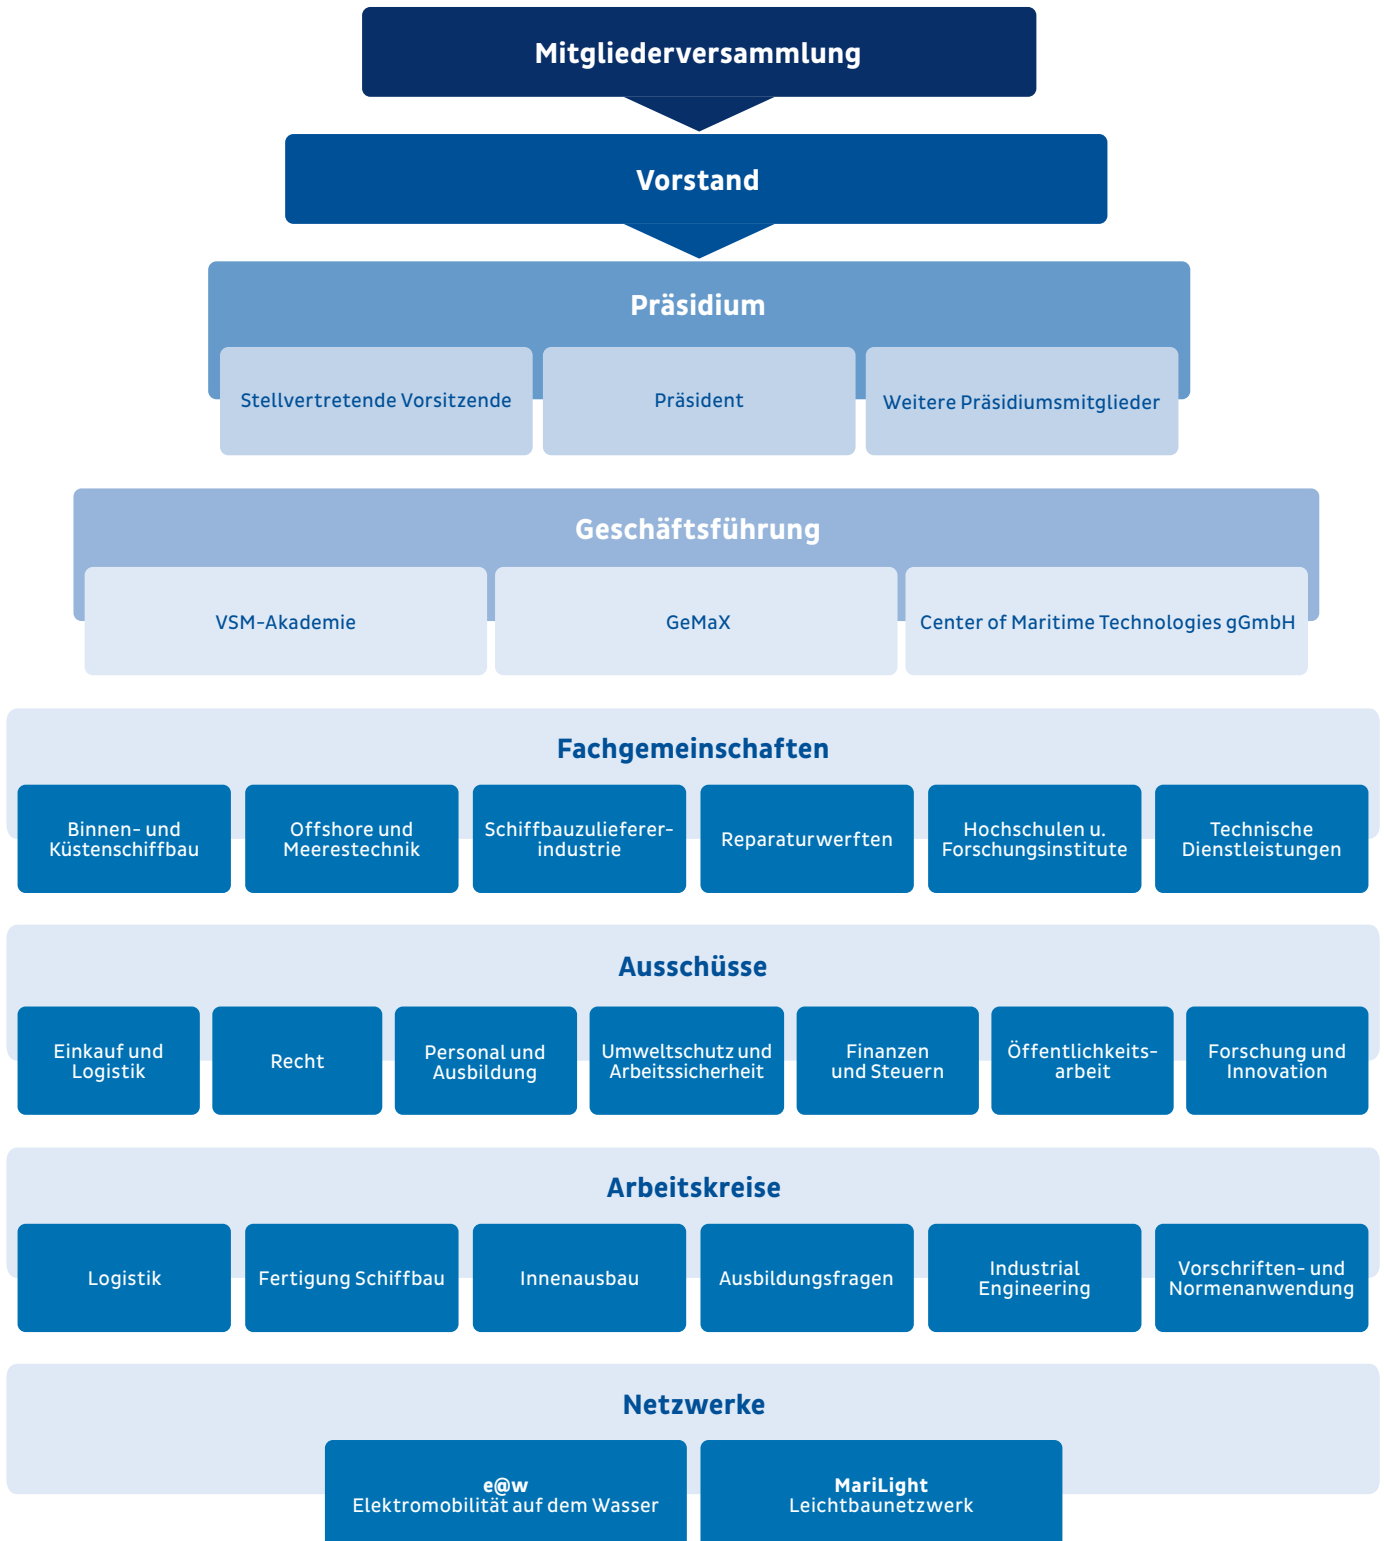 Mitgliederversammlung
Vorstand
Präsidium
Stellvertretende Vorsitzende
Präsident
Weitere Präsidiumsmitglieder
Geschäftsführung
VSM-Akademie
GeMaX
Center of Maritime Technologies gGmbH
Fachgemeinschaften
Binnen- und
Küstenschiffbau
Offshore und
Meerestechnik
Schiffbauzulieferer-
industrie
Reparaturwerften
Hochschulen u.
Forschungsinstitute
Technische
Dienstleistungen
Ausschüsse
Einkauf und
Logistik
Recht
Personal und
Ausbildung
Umweltschutz und
Arbeitssicherheit
Finanzen
und Steuern
Öffentlichkeits-
arbeit
Forschung und
Innovation
Arbeitskreise
Logistik
Fertigung Schiffbau
Innenausbau
Ausbildungsfragen
Industrial
Engineering
Vorschriften- und
Normenanwendung
Netzwerke
e@w
Elektromobilität auf dem Wasser
MariLight
Leichtbaunetzwerk